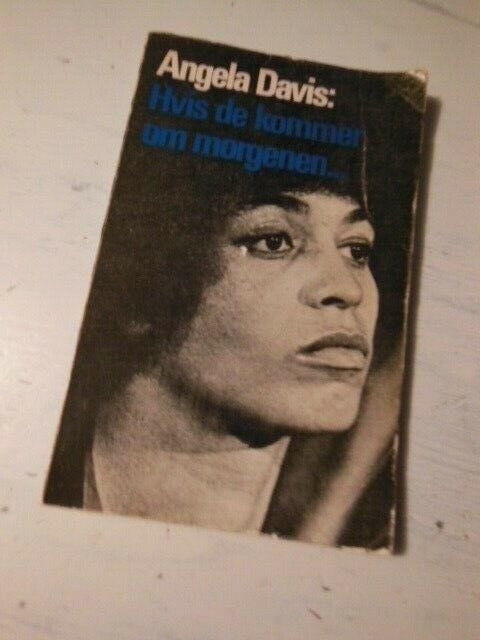 Angela Davis:
Hvis de kommer
om morgenen...